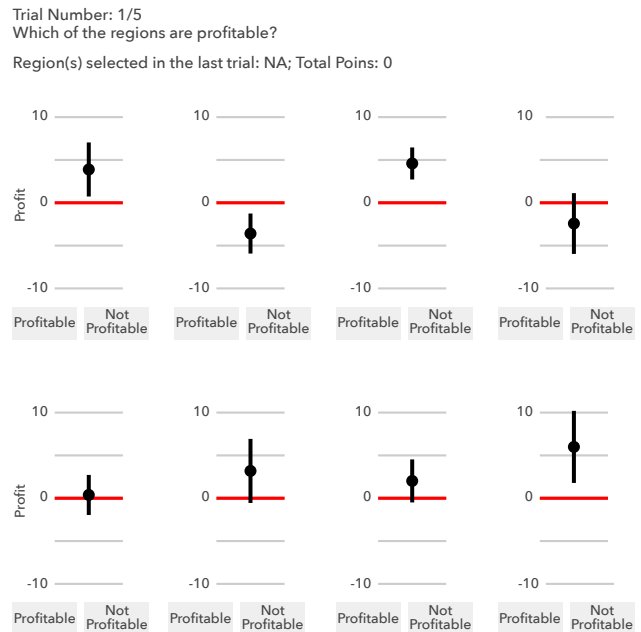 Trial Number: 1/5
Which of the regions are profitable?
Region(s) selected in the last trial: NA; Total Poins: 0
10 10 10 10
Profit
0 0 0 0
-10 -10 -10 -10
Profitable Not Profitable Profitable Not Profitable Profitable Not Profitable Profitable Not Profitable
10 10 10 10
Profit
0 0 0 0
-10 -10 -10 -10
Profitable Not Profitable Profitable Not Profitable Profitable Not Profitable Profitable Not Profitable